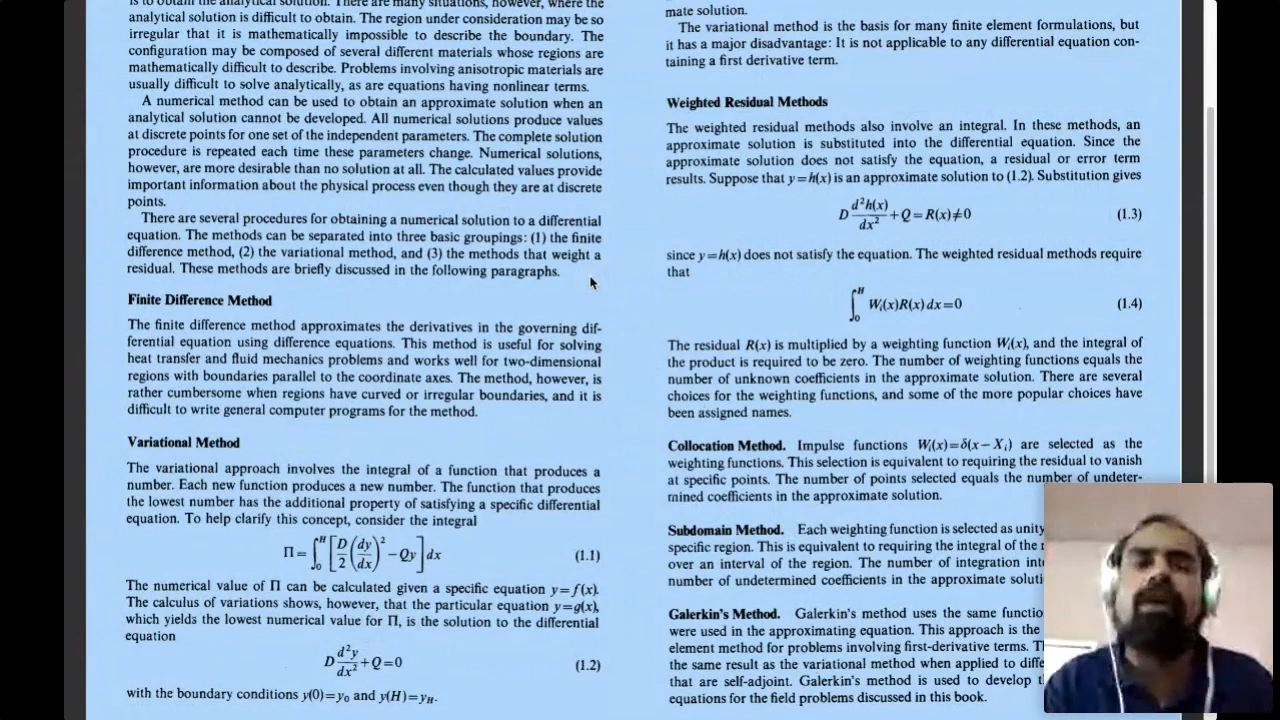 is to obtain the analytical solution. There are many situations, however, where the
analytical solution is difficult to obtain. The region under consideration may be so
irregular that it is mathematically impossible to describe the boundary. The
configuration may be composed of several different materials whose regions are
mathematically difficult to describe. Problems involving anisotropic materials are
usually difficult to solve analytically, as are equations having nonlinear terms.
A numerical method can be used to obtain an approximate solution when an
analytical solution cannot be developed. All numerical solutions produce values
at discrete points for one set of the independent parameters. The complete solution
procedure is repeated each time these parameters change. Numerical solutions,
however, are more desirable than no solution at all. The calculated values provide
important information about the physical process even though they are at discrete
points.
There are several procedures for obtaining a numerical solution to a differential
equation. The methods can be separated into three basic groupings: (1) the finite
difference method, (2) the variational method, and (3) the methods that weight a
residual. These methods are briefly discussed in the following paragraphs.
Finite Difference Method
The finite difference method approximates the derivatives in the governing dif-
ferential equation using difference equations. This method is useful for solving
heat transfer and fluid mechanics problems and works well for two-dimensional
regions with boundaries parallel to the coordinate axes. The method, however, is
rather cumbersome when regions have curved or irregular boundaries, and it is
difficult to write general computer programs for the method.
Variational Method
The variational approach involves the integral of a function that produces a
number. Each new function produces a new number. The function that produces
the lowest number has the additional property of satisfying a specific differential
equation. To help clarify this concept, consider the integral
Π=∫₀ᴴ[D/2(dy/dx)²−Qy]dx (1.1)
The numerical value of Π can be calculated given a specific equation y=f(x).
The calculus of variations shows, however, that the particular equation y=g(x),
which yields the lowest numerical value for Π, is the solution to the differential
equation
D d²y/dx²+Q=0 (1.2)
with the boundary conditions y(0)=y₀ and y(H)=y_H.
mate solution.
The variational method is the basis for many finite element formulations, but
it has a major disadvantage: It is not applicable to any differential equation con-
taining a first derivative term.
Weighted Residual Methods
The weighted residual methods also involve an integral. In these methods, an
approximate solution is substituted into the differential equation. Since the
approximate solution does not satisfy the equation, a residual or error term
results. Suppose that y=h(x) is an approximate solution to (1.2). Substitution gives
D d²h(x)/dx²+Q=R(x)≠0 (1.3)
since y=h(x) does not satisfy the equation. The weighted residual methods require
that
∫₀ᴴ Wᵢ(x)R(x)dx=0 (1.4)
The residual R(x) is multiplied by a weighting function Wᵢ(x), and the integral of
the product is required to be zero. The number of weighting functions equals the
number of unknown coefficients in the approximate solution. There are several
choices for the weighting functions, and some of the more popular choices have
been assigned names.
Collocation Method. Impulse functions Wᵢ(x)=δ(x−Xᵢ) are selected as the
weighting functions. This selection is equivalent to requiring the residual to vanish
at specific points. The number of points selected equals the number of undeter-
mined coefficients in the approximate solution.
Subdomain Method. Each weighting function is selected as unity
specific region. This is equivalent to requiring the integral of the
over an interval of the region. The number of integration
number of undetermined coefficients in the approximate
Galerkin's Method. Galerkin's method uses the same
were used in the approximating equation. This approach is the
element method for problems involving first-derivative terms.
the same result as the variational method when applied to
that are self-adjoint. Galerkin's method is used to develop
equations for the field problems discussed in this book.